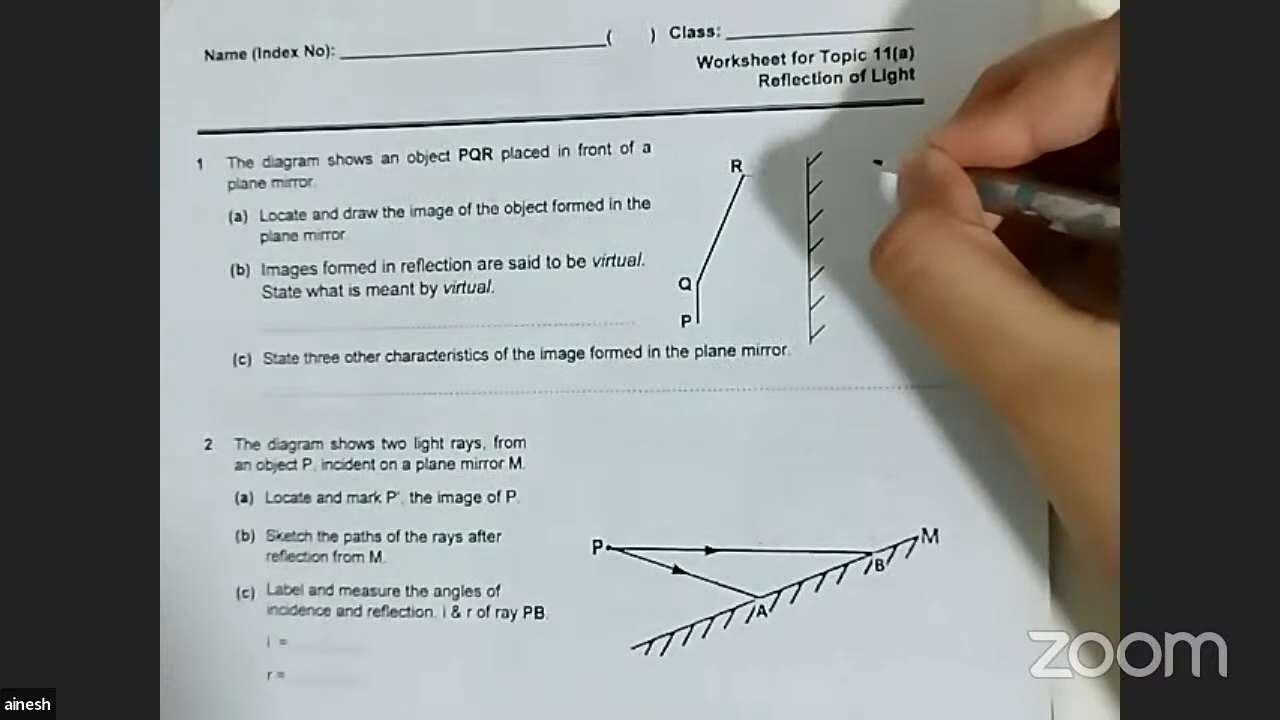 Name (Index No): ( ) Class:
Worksheet for Topic 11(a)
Reflection of Light
1 The diagram shows an object PQR placed in front of a
plane mirror.
(a) Locate and draw the image of the object formed in the
plane mirror
(b) Images formed in reflection are said to be virtual.
State what is meant by virtual.
R
Q
P
(c) State three other characteristics of the image formed in the plane mirror.
2 The diagram shows two light rays, from
an object P, incident on a plane mirror M.
(a) Locate and mark P', the image of P.
(b) Sketch the paths of the rays after
reflection from M.
(c) Label and measure the angles of
incidence and reflection, i & r of ray PB.
i =
r =
P
M
B
A
zoom
ainesh